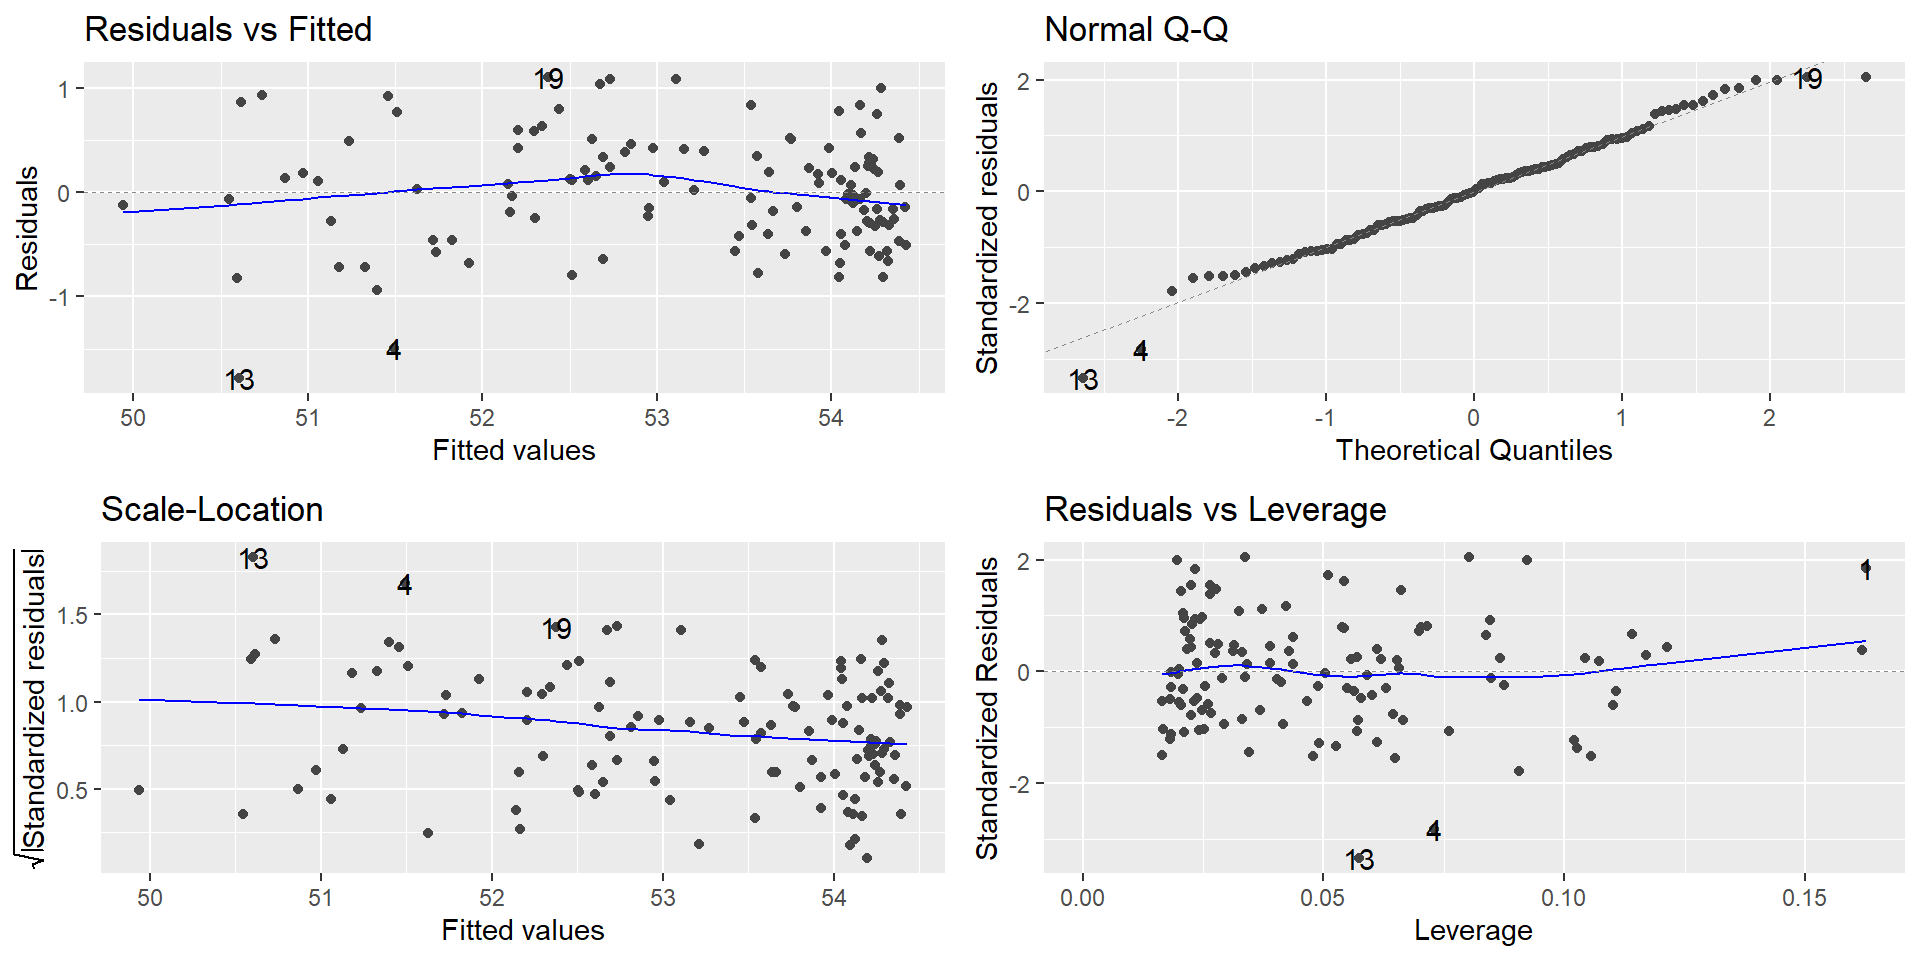 Residuals vs Fitted
1
0
-1
Residuals
19
4
13
50 51 52 53 54
Fitted values
Normal Q-Q
2
0
-2
Standardized residuals
19
4
13
-2 -1 0 1 2
Theoretical Quantiles
Scale-Location
1.5
1.0
0.5
√|Standardized residuals|
13
4
19
50 51 52 53 54
Fitted values
Residuals vs Leverage
2
0
-2
Standardized Residuals
1
4
13
0.00 0.05 0.10 0.15
Leverage